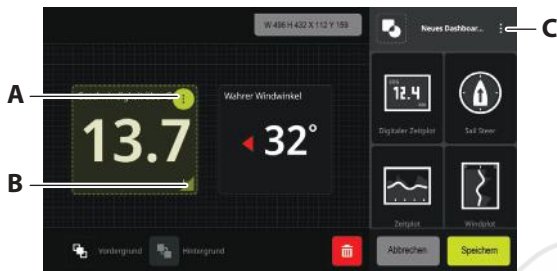 W 496 H 432 X 112 Y 159
Neues Dashboar...
C
A
Wahrer Windwinkel
13.7
32°
B
12.4
Digitaler Zeitplot
Sail Steer
Zeitplot
Windplot
Vordergrund
Hintergrund
Abbrechen
Speichern